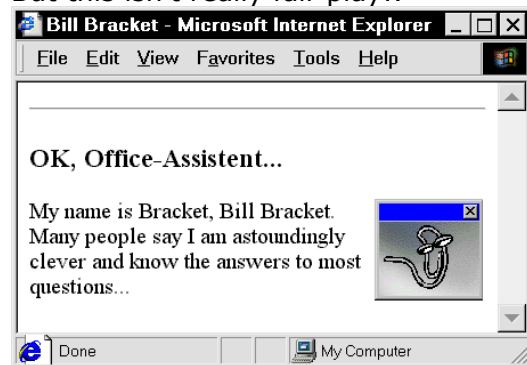 Bill Bracket - Microsoft Internet Explorer
File Edit View Favorites Tools Help
OK, Office-Assistent...
My name is Bracket, Bill Bracket.
Many people say I am astoundingly
clever and know the answers to most
questions...
Done My Computer